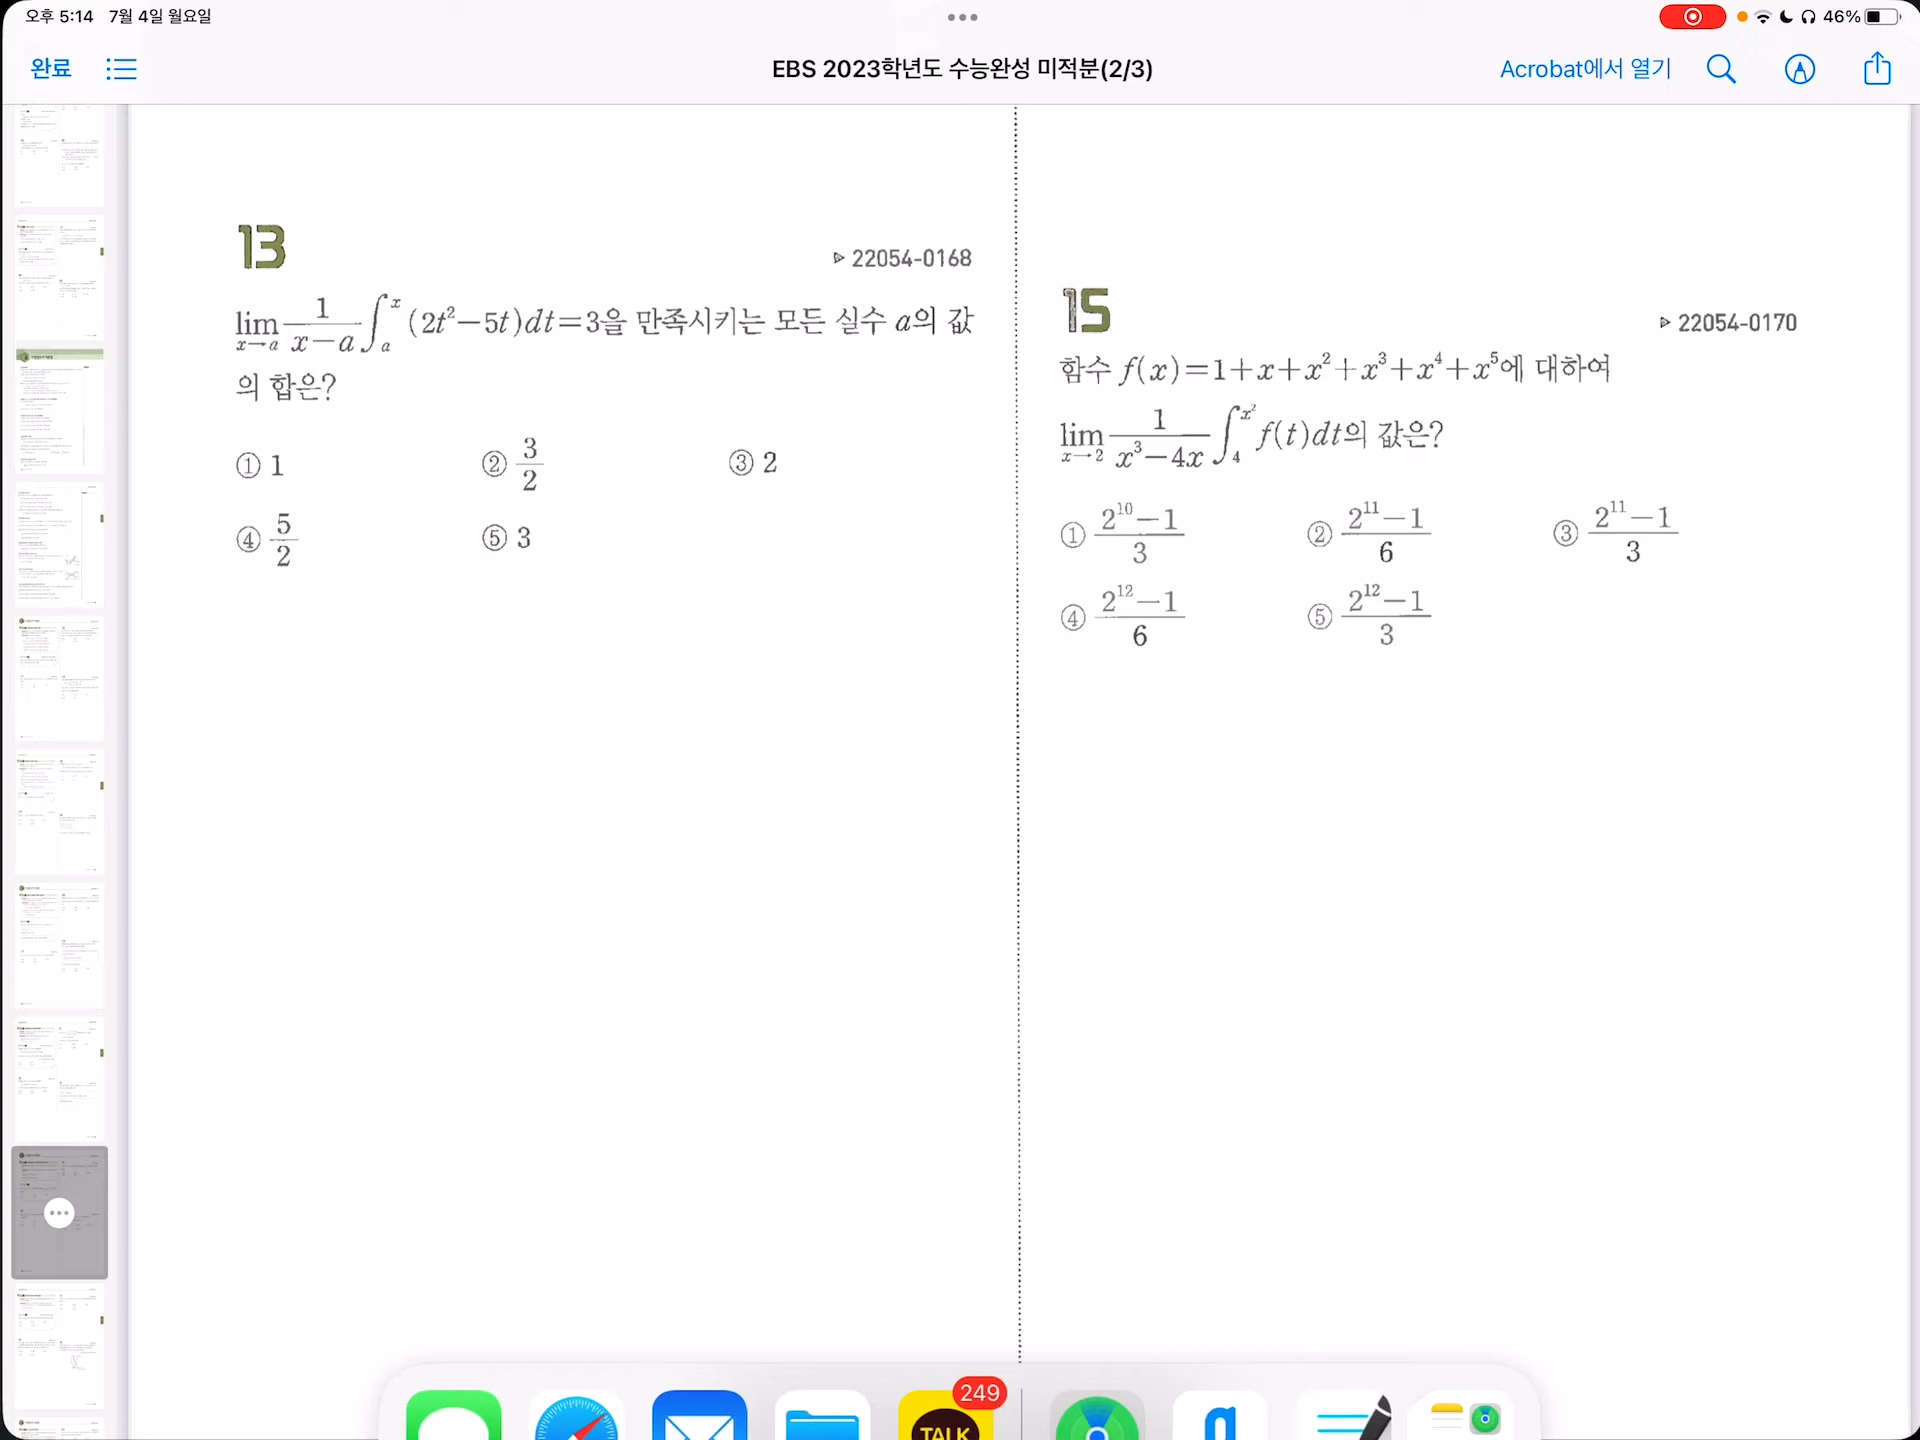 오후 5:14 7월 4일 월요일
46%
완료
EBS 2023학년도 수능완성 미적분(2/3)
Acrobat에서 열기
13
▷ 22054-0168
lim x→a 1/(x−a) ∫_a^x (2t²−5t)dt=3을 만족시키는 모든 실수 a의 값
의 합은?
① 1 ② 3/2 ③ 2
④ 5/2 ⑤ 3
15
▷ 22054-0170
함수 f(x)=1+x+x²+x³+x⁴+x⁵에 대하여
lim x→2 1/(x³−4x) ∫_4^x² f(t)dt의 값은?
① (2¹⁰−1)/3 ② (2¹¹−1)/6 ③ (2¹¹−1)/3
④ (2¹²−1)/6 ⑤ (2¹²−1)/3
249
TALK